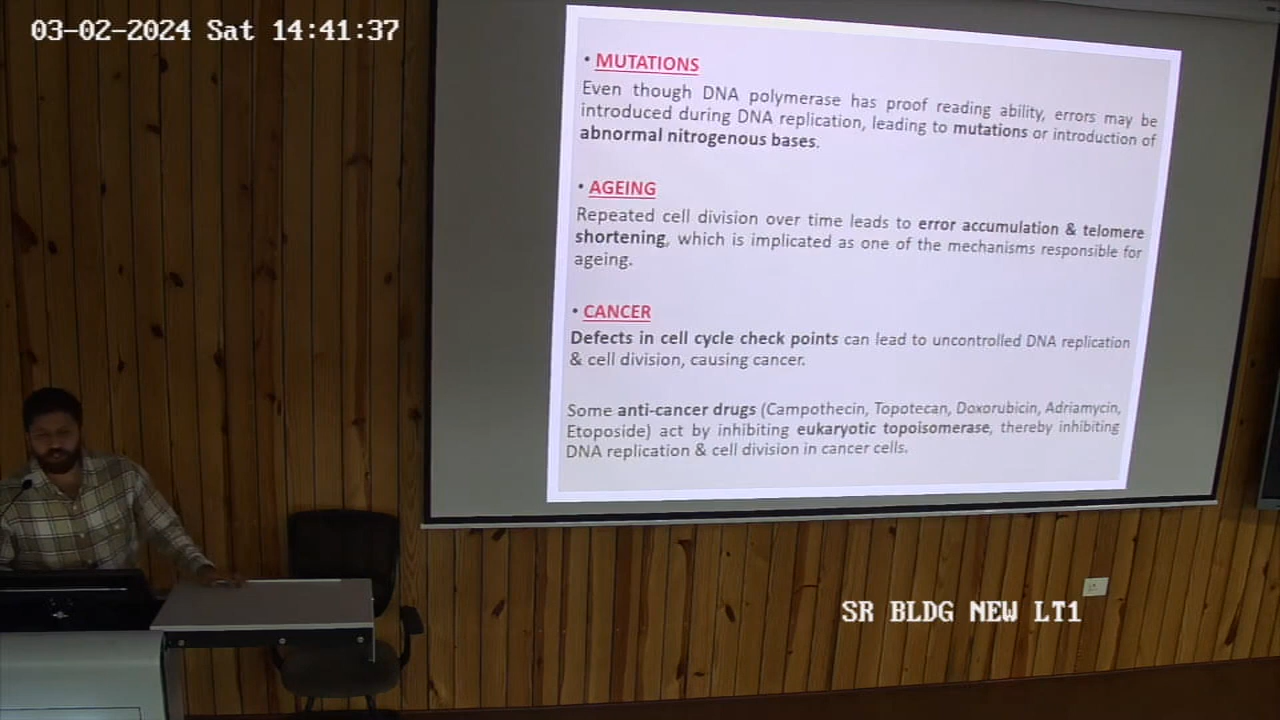 03-02-2024 Sat 14:41:37
• MUTATIONS
Even though DNA polymerase has proof reading ability, errors may be
introduced during DNA replication, leading to mutations or introduction of
abnormal nitrogenous bases.
• AGEING
Repeated cell division over time leads to error accumulation & telomere
shortening, which is implicated as one of the mechanisms responsible for
ageing.
• CANCER
Defects in cell cycle check points can lead to uncontrolled DNA replication
& cell division, causing cancer.
Some anti-cancer drugs (Campothecin, Topotecan, Doxorubicin, Adriamycin,
Etoposide) act by inhibiting eukaryotic topoisomerase, thereby inhibiting
DNA replication & cell division in cancer cells.
SR BLDG NEW LT1